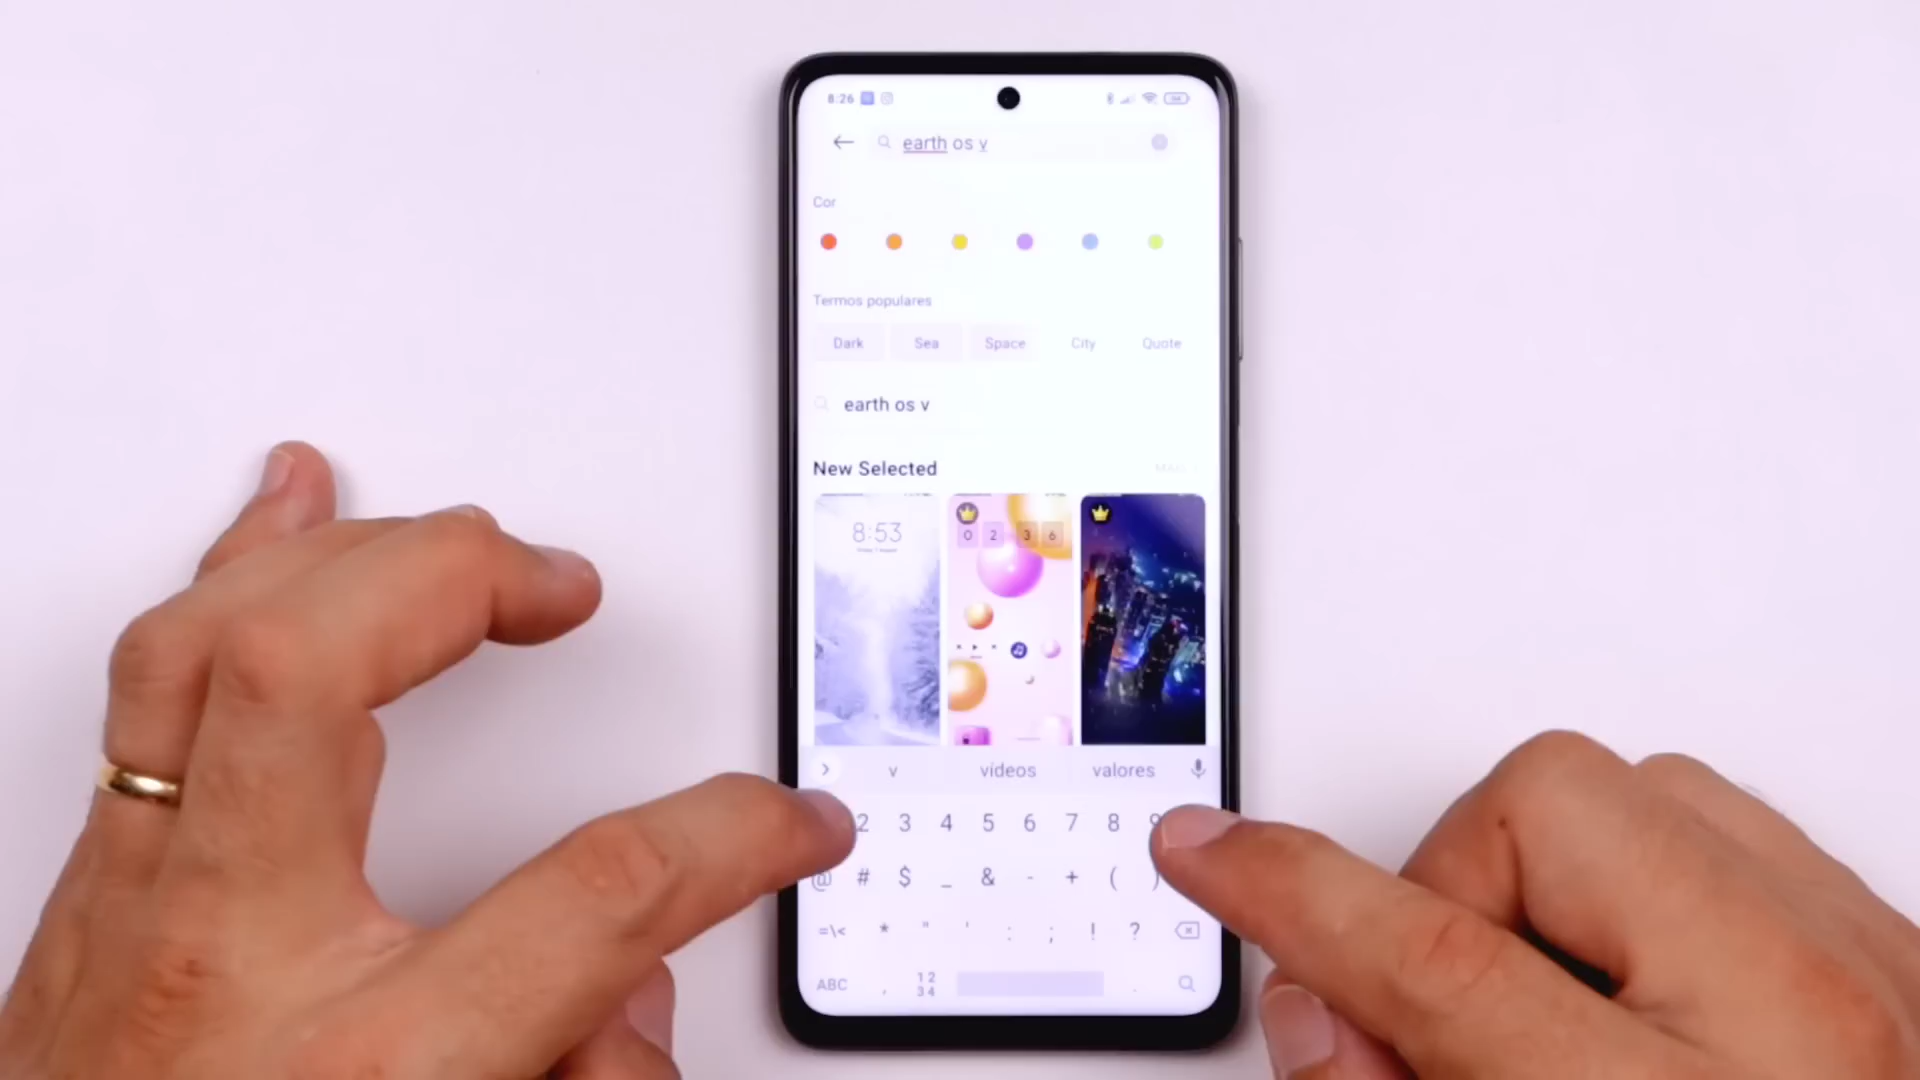 8:26
earth os v
Cor
Termos populares
Dark Sea Space City Quote
earth os v
New Selected
MAIS
8:53
0 2 3 6
v vídeos valores
2 3 4 5 6 7 8 9
@ # $ _ & - + ( )
=\< * " ' : ; ! ?
ABC , 12 34 .